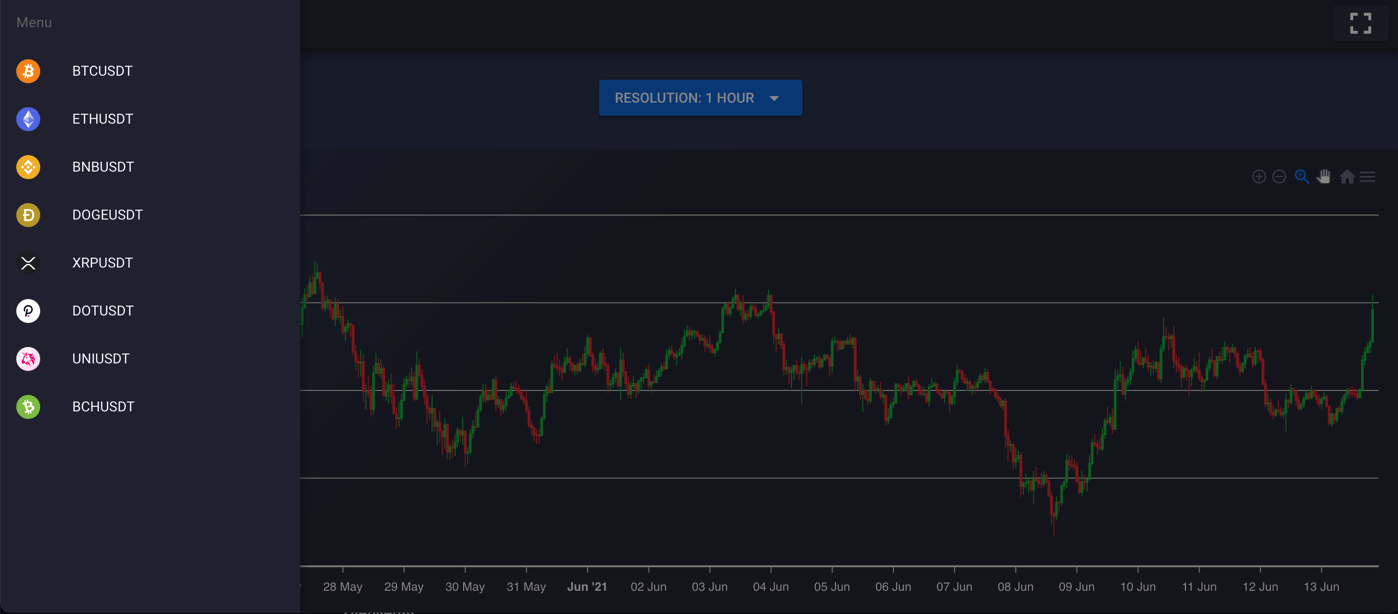 Menu
RESOLUTION: 1 HOUR
BTCUSDT
ETHUSDT
BNBUSDT
DOGEUSDT
XRPUSDT
DOTUSDT
UNIUSDT
BCHUSDT
28 May 29 May 30 May 31 May Jun '21 02 Jun 03 Jun 04 Jun 05 Jun 06 Jun 07 Jun 08 Jun 09 Jun 10 Jun 11 Jun 12 Jun 13 Jun